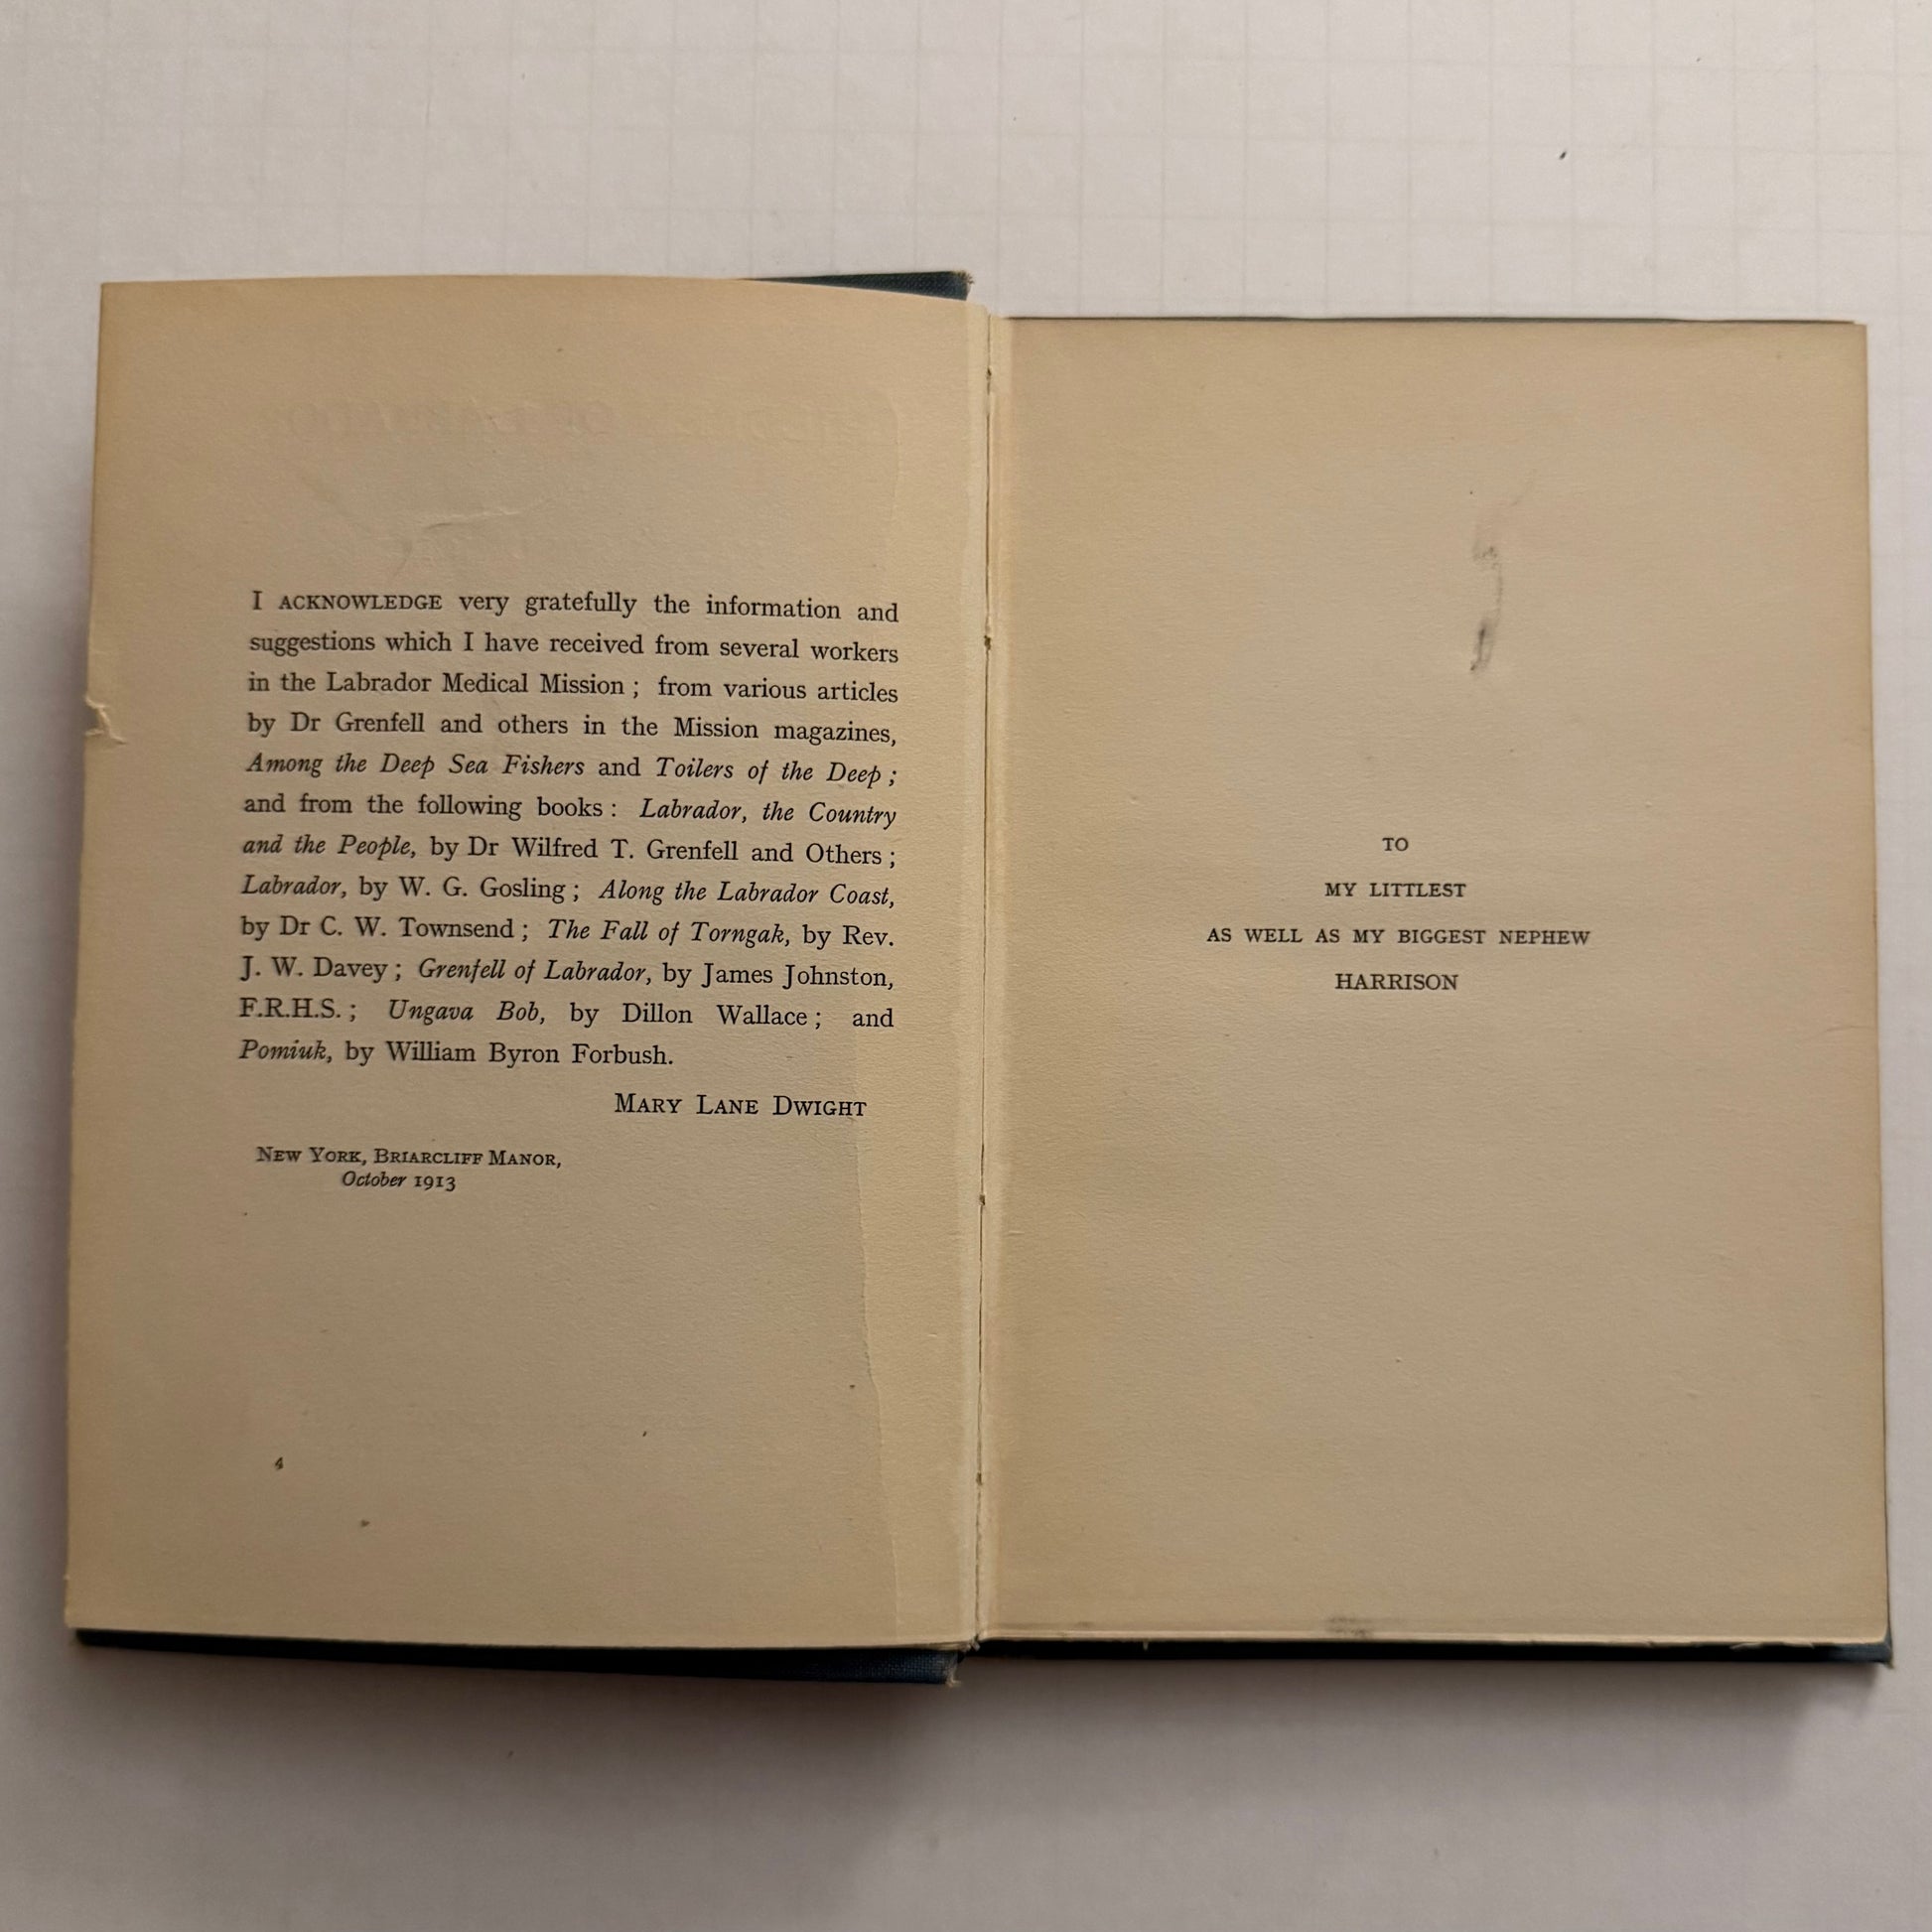 I ACKNOWLEDGE very gratefully the information and
suggestions which I have received from several workers
in the Labrador Medical Mission ; from various articles
by Dr Grenfell and others in the Mission magazines,
Among the Deep Sea Fishers and Toilers of the Deep ;
and from the following books : Labrador, the Country
and the People, by Dr Wilfred T. Grenfell and Others ;
Labrador, by W. G. Gosling ; Along the Labrador Coast,
by Dr C. W. Townsend ; The Fall of Torngak, by Rev.
J. W. Davey ; Grenfell of Labrador, by James Johnston,
F.R.H.S. ; Ungava Bob, by Dillon Wallace ; and
Pomiuk, by William Byron Forbush.
MARY LANE DWIGHT
NEW YORK, BRIARCLIFF MANOR,
October 1913
4
TO
MY LITTLEST
AS WELL AS MY BIGGEST NEPHEW
HARRISON